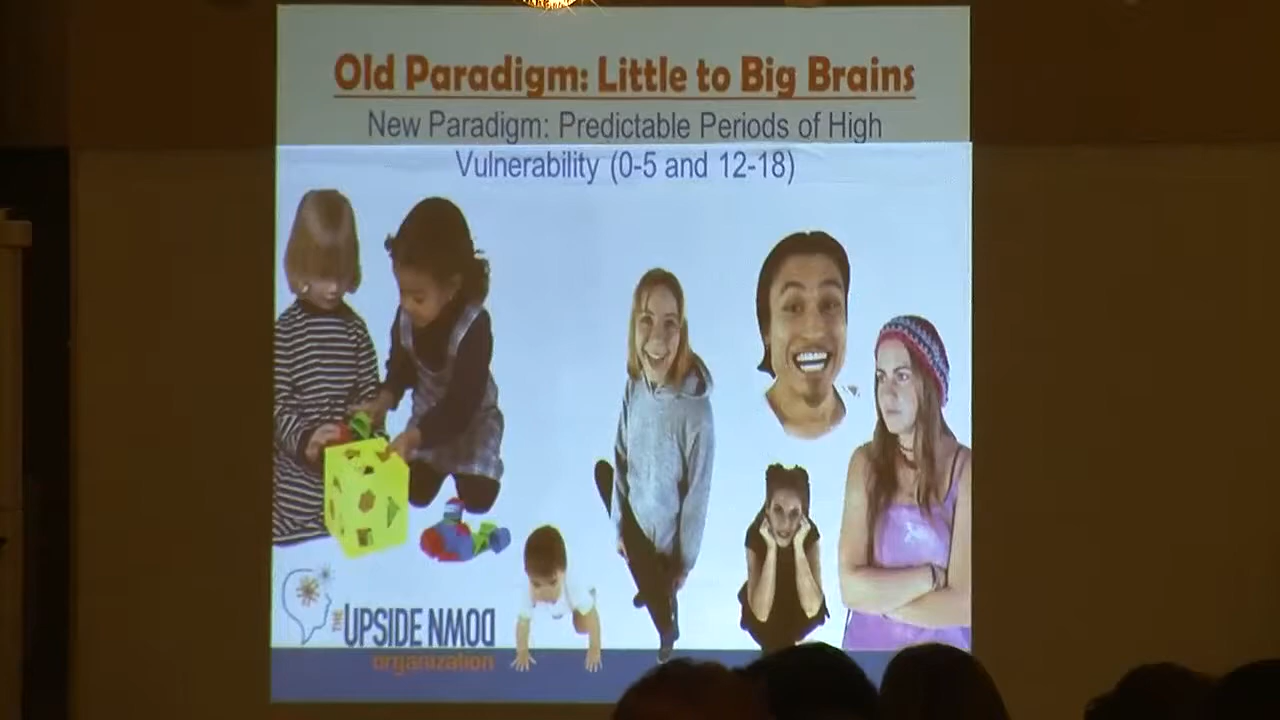 Old Paradigm: Little to Big Brains
New Paradigm: Predictable Periods of High
Vulnerability (0-5 and 12-18)
THE UPSIDE NMOD
organization